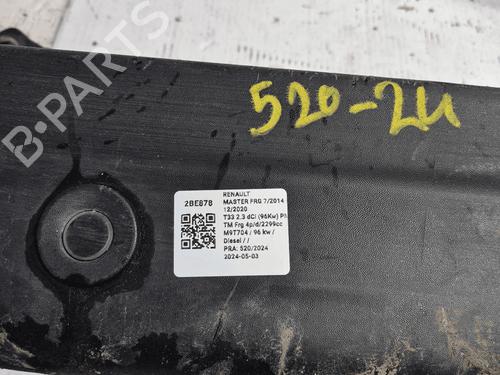 B-PARTS
520-24
2BE878
RENAULT
MASTER FRG 7/2014
12/2020
T33 2.3 dCi (96Kw) P
TM Frg 4p/d/2299cc
M9T704 / 96 kw /
Diesel / /
PRA: 520/2024
2024-05-03